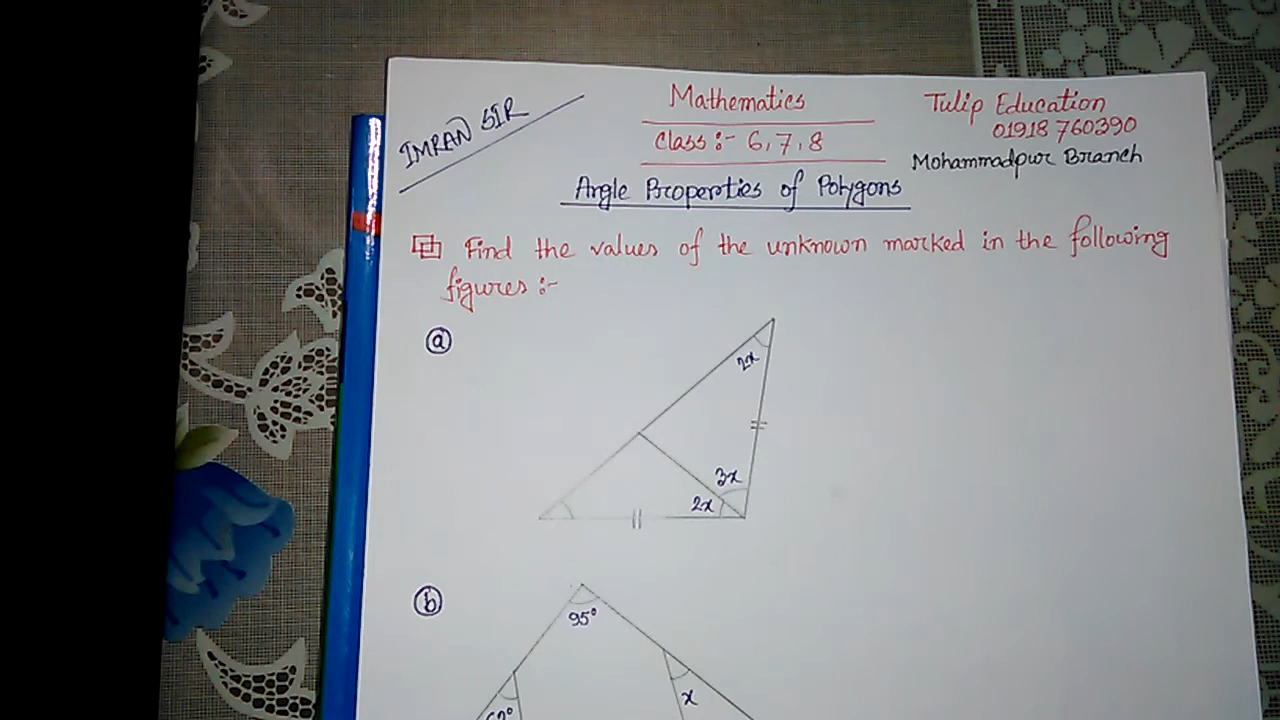 IMRAN SIR
Mathematics
Class :- 6, 7, 8
Tulip Education
01918 760390
Mohammadpur Branch
Angle Properties of Polygons
Find the values of the unknown marked in the following
figures :-
a
2x
3x
2x
b
95°
x